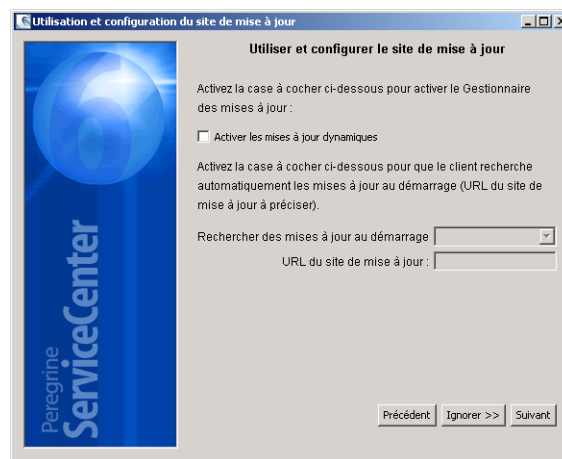 Utilisation et configuration du site de mise à jour
Utiliser et configurer le site de mise à jour
Activez la case à cocher ci-dessous pour activer le Gestionnaire
des mises à jour :
Activer les mises à jour dynamiques
Activez la case à cocher ci-dessous pour que le client recherche
automatiquement les mises à jour au démarrage (URL du site de
mise à jour à préciser).
Rechercher des mises à jour au démarrage
URL du site de mise à jour :
6
Peregrine
ServiceCenter
Précédent
Ignorer >>
Suivant